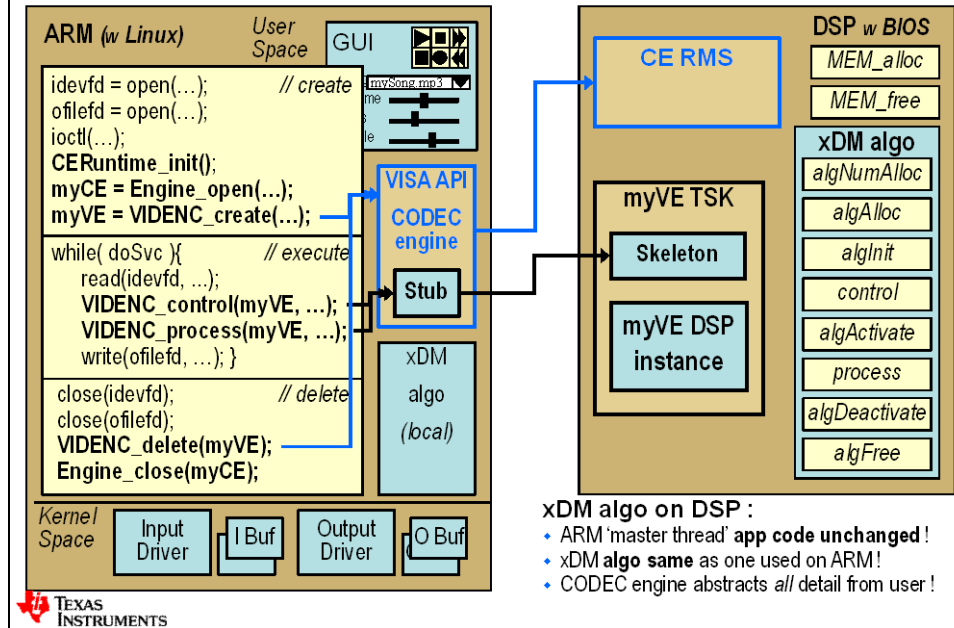 ARM (w Linux)
User
Space
GUI
mySong.mp3
me
s
le
idevfd = open(…); // create
ofilefd = open(…);
ioctl(…);
CERuntime_init();
myCE = Engine_open(…);
myVE = VIDENC_create(…);
while( doSvc ){ // execute
read(idevfd, ...);
VIDENC_control(myVE, …);
VIDENC_process(myVE, …);
write(ofilefd, …); }
close(idevfd); // delete
close(ofilefd);
VIDENC_delete(myVE);
Engine_close(myCE);
VISA API
CODEC
engine
Stub
xDM
algo
(local)
Kernel
Space
Input
Driver
I Buf
Output
Driver
O Buf
DSP w BIOS
CE RMS
MEM_alloc
MEM_free
myVE TSK
Skeleton
myVE DSP
instance
xDM algo
algNumAlloc
algAlloc
algInit
control
algActivate
process
algDeactivate
algFree
xDM algo on DSP :
ARM ‘master thread’ app code unchanged !
xDM algo same as one used on ARM !
CODEC engine abstracts all detail from user !
TEXAS
INSTRUMENTS